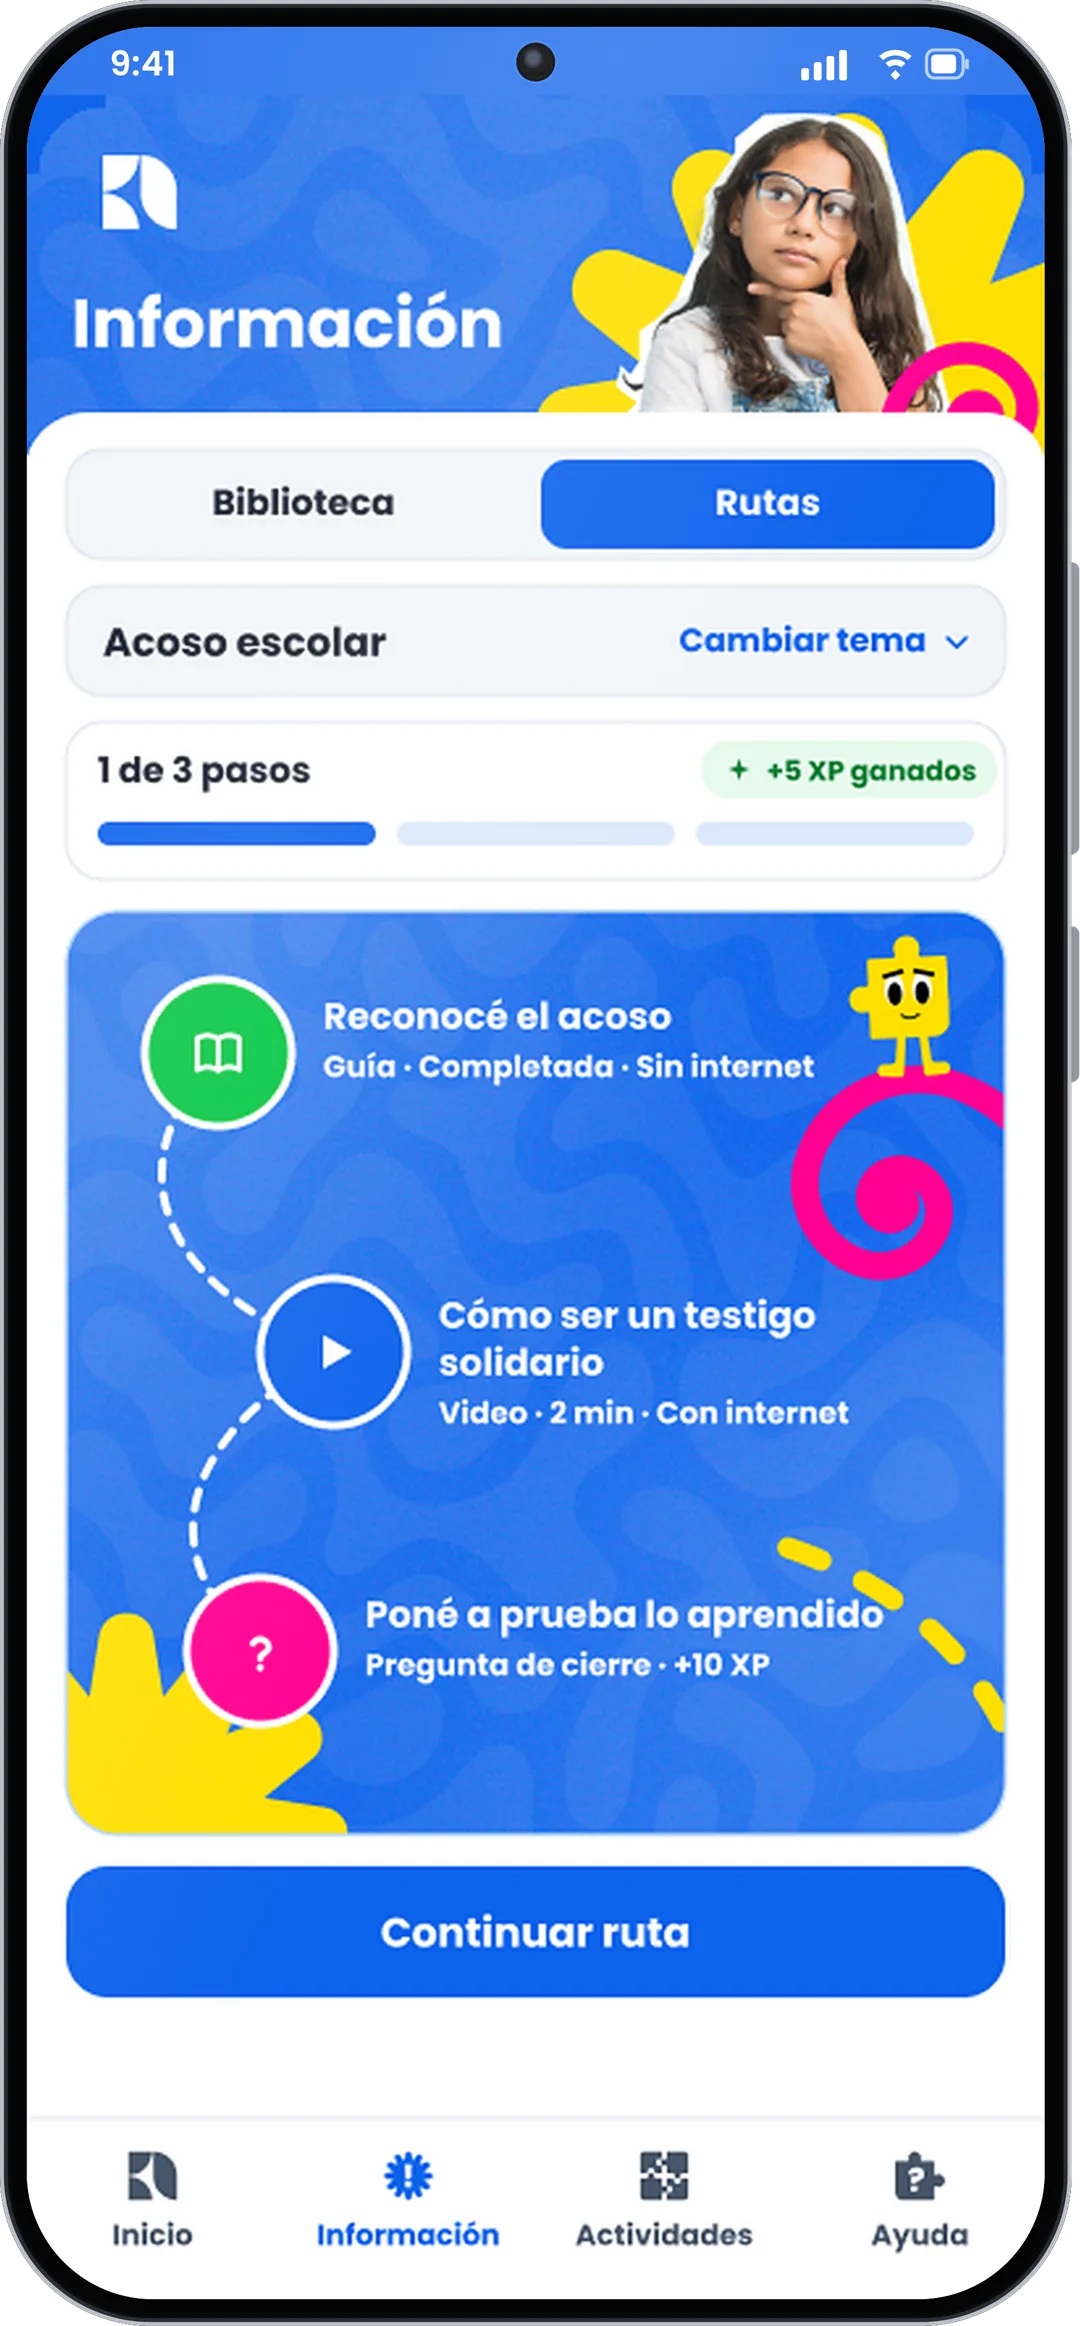 9:41
Información
Biblioteca
Rutas
Acoso escolar
Cambiar tema
1 de 3 pasos
+5 XP ganados
Reconocé el acoso
Guía · Completada · Sin internet
Cómo ser un testigo
solidario
Video · 2 min · Con internet
?
Poné a prueba lo aprendido
Pregunta de cierre · +10 XP
Continuar ruta
Inicio
Información
Actividades
Ayuda